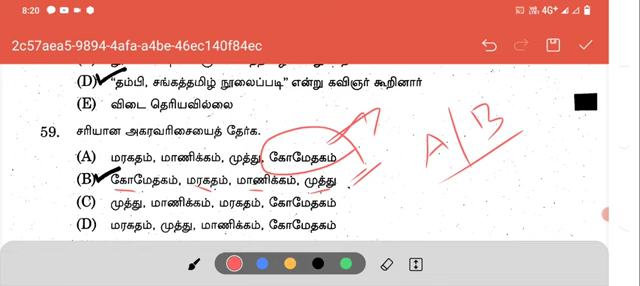 8:20
4G+
2c57aea5-9894-4afa-a4be-46ec140f84ec
(D) "தம்பி, சங்கத்தமிழ் நூலைப்படி" என்று கவிஞர் கூறினார்
(E) விடை தெரியவில்லை
59. சரியான அகரவரிசையைத் தேர்க.
(A) மரகதம், மாணிக்கம், முத்து, கோமேதகம்
(B) கோமேதகம், மரகதம், மாணிக்கம், முத்து
(C) முத்து, மாணிக்கம், மரகதம், கோமேதகம்
(D) மரகதம், முத்து, மாணிக்கம், கோமேதகம்
A/B